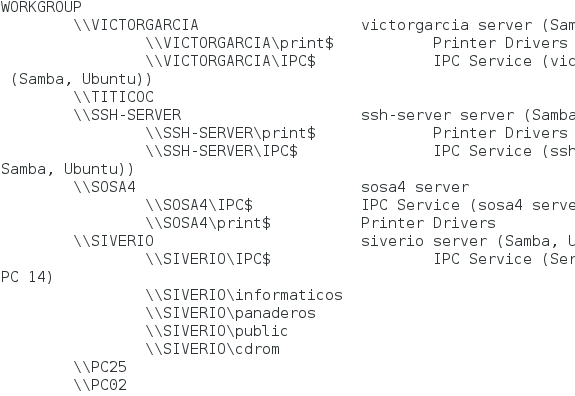 WORKGROUP
\\VICTORGARCIA victorgarcia server (Sam
\\VICTORGARCIA\print$ Printer Drivers
\\VICTORGARCIA\IPC$ IPC Service (vic
(Samba, Ubuntu))
\\TITICOC
\\SSH-SERVER ssh-server server (Samba
\\SSH-SERVER\print$ Printer Drivers
\\SSH-SERVER\IPC$ IPC Service (ssh
Samba, Ubuntu))
\\SOSA4 sosa4 server
\\SOSA4\IPC$ IPC Service (sosa4 serve
\\SOSA4\print$ Printer Drivers
\\SIVERIO siverio server (Samba, U
\\SIVERIO\IPC$ IPC Service (Ser
PC 14)
\\SIVERIO\informaticos
\\SIVERIO\panaderos
\\SIVERIO\public
\\SIVERIO\cdrom
\\PC25
\\PC02